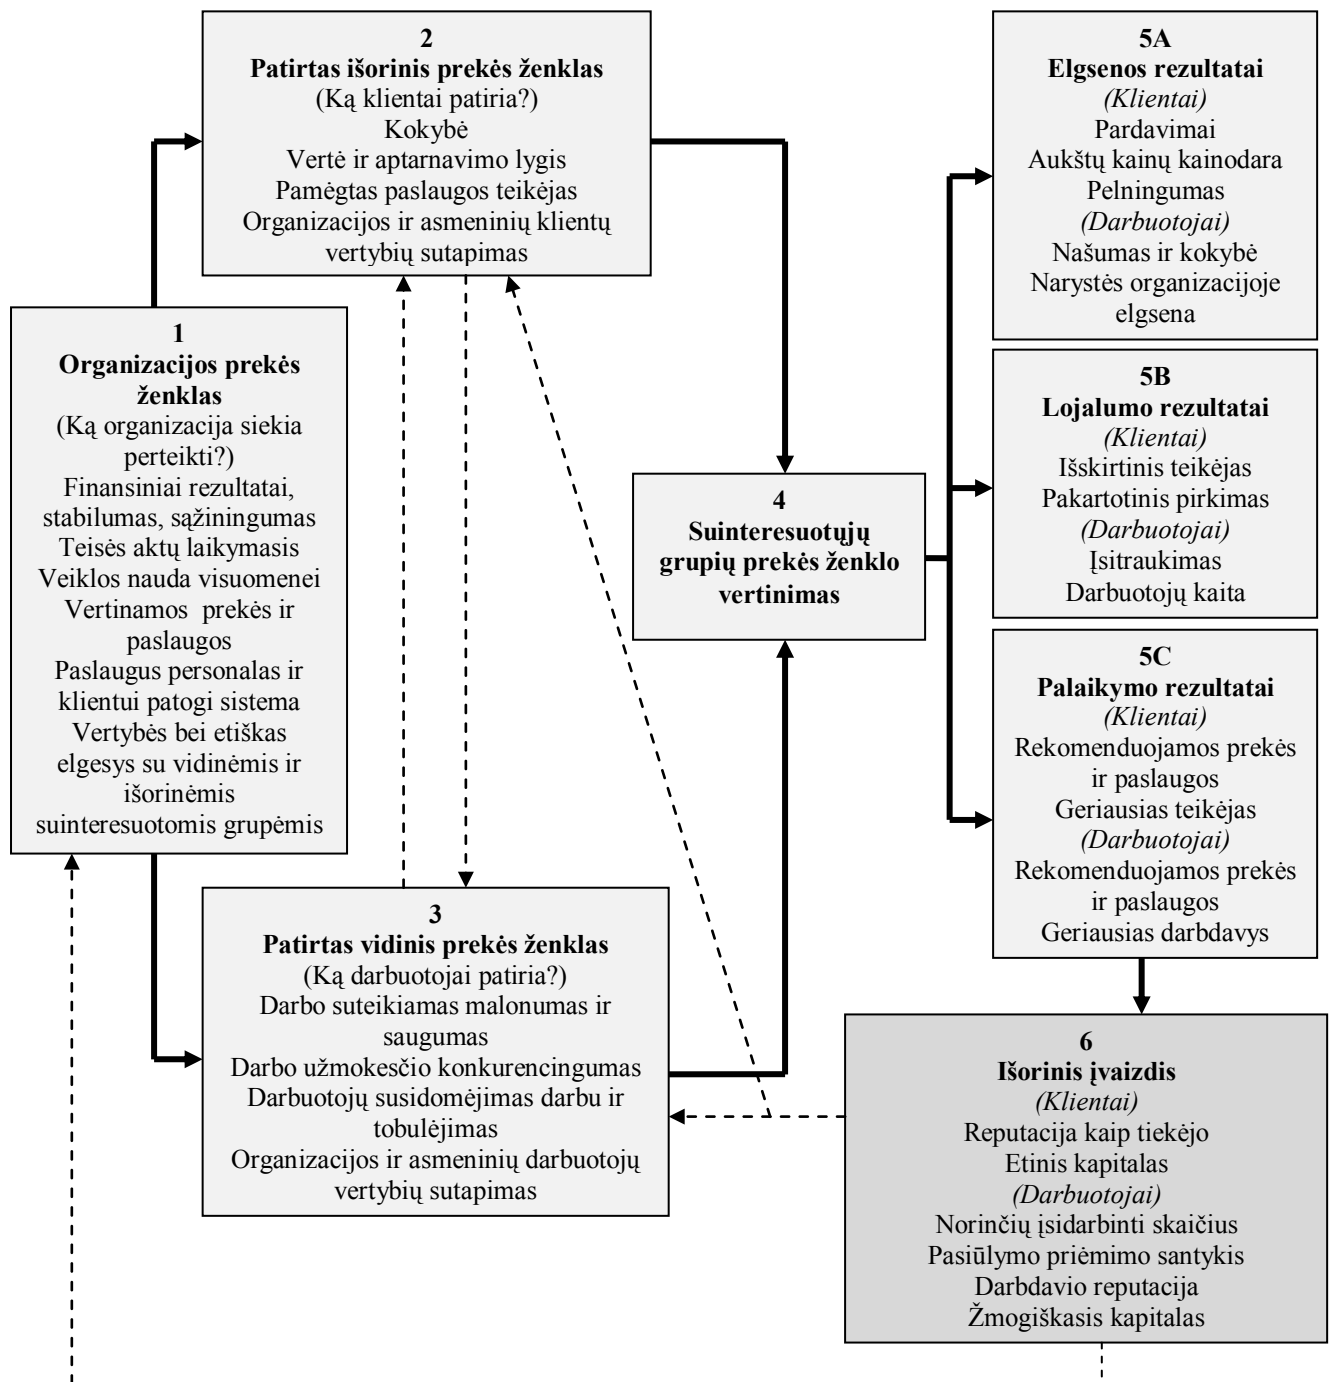 1
Organizacijos prekės
ženklas
(Ką organizacija siekia
perteikti?)
Finansiniai rezultatai,
stabilumas, sąžiningumas
Teisės aktų laikymasis
Veiklos nauda visuomenei
Vertinamos prekės ir
paslaugos
Paslaugus personalas ir
klientui patogi sistema
Vertybės bei etiškas
elgesys su vidinėmis ir
išorinėmis
suinteresuotomis grupėmis
2
Patirtas išorinis prekės ženklas
(Ką klientai patiria?)
Kokybė
Vertė ir aptarnavimo lygis
Pamėgtas paslaugos teikėjas
Organizacijos ir asmeninių klientų
vertybių sutapimas
3
Patirtas vidinis prekės ženklas
(Ką darbuotojai patiria?)
Darbo suteikiamas malonumas ir
saugumas
Darbo užmokesčio konkurencingumas
Darbuotojų susidomėjimas darbu ir
tobulėjimas
Organizacijos ir asmeninių darbuotojų
vertybių sutapimas
4
Suinteresuotųjų
grupių prekės ženklo
vertinimas
5A
Elgsenos rezultatai
(Klientai)
Pardavimai
Aukštų kainų kainodara
Pelningumas
(Darbuotojai)
Našumas ir kokybė
Narystės organizacijoje
elgsena
5B
Lojalumo rezultatai
(Klientai)
Išskirtinis teikėjas
Pakartotinis pirkimas
(Darbuotojai)
Įsitraukimas
Darbuotojų kaita
5C
Palaikymo rezultatai
(Klientai)
Rekomenduojamos prekės
ir paslaugos
Geriausias teikėjas
(Darbuotojai)
Rekomenduojamos prekės
ir paslaugos
Geriausias darbdavys
6
Išorinis įvaizdis
(Klientai)
Reputacija kaip tiekėjo
Etinis kapitalas
(Darbuotojai)
Norinčių įsidarbinti skaičius
Pasiūlymo priėmimo santykis
Darbdavio reputacija
Žmogiškasis kapitalas